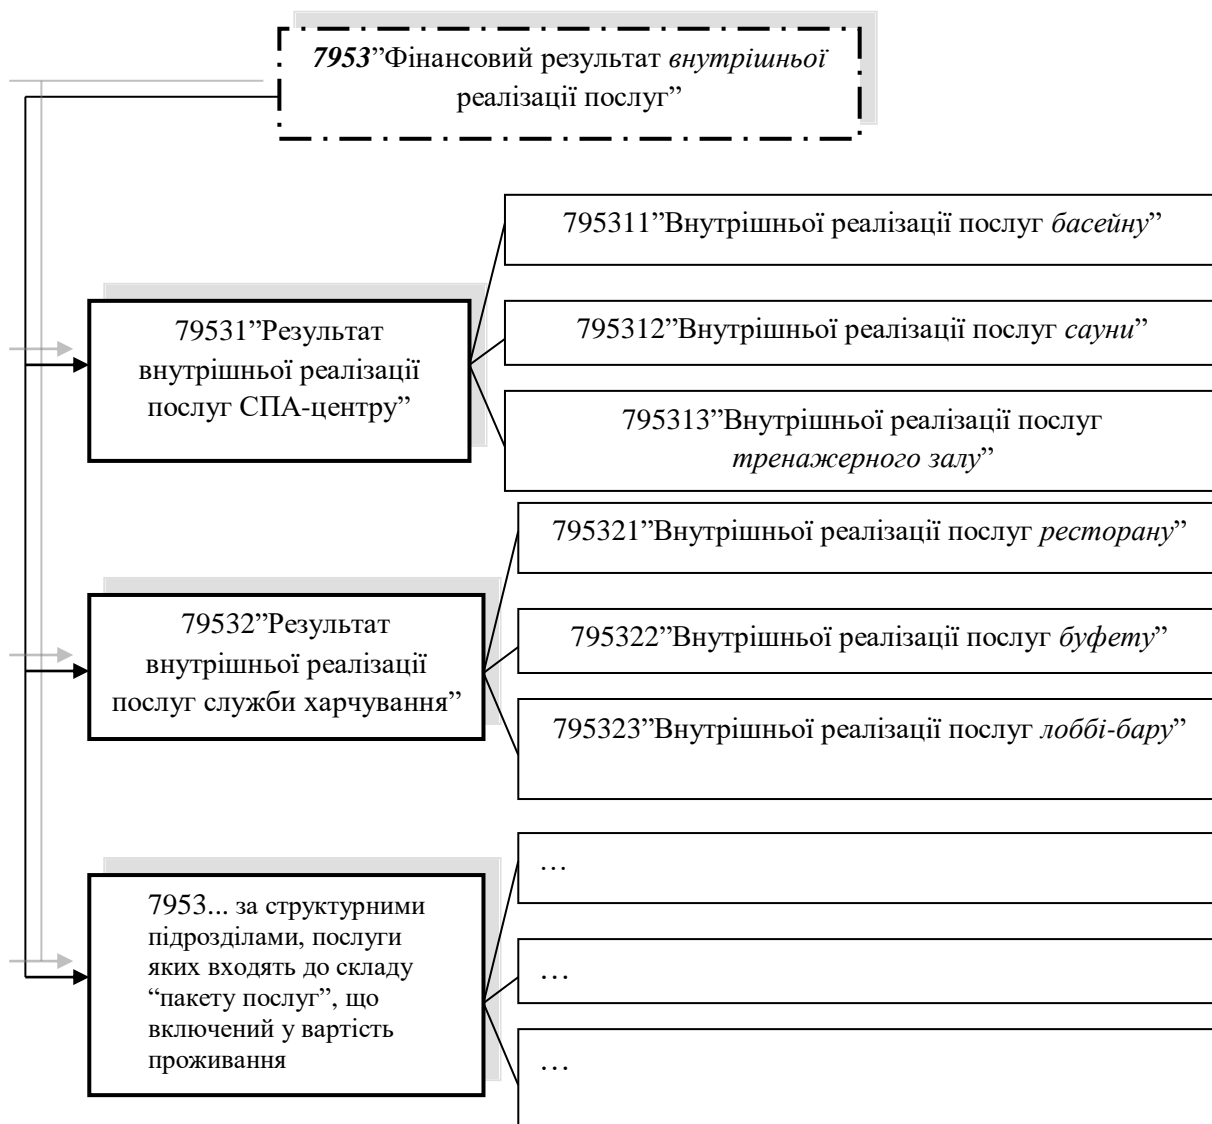 7953”Фінансовий результат внутрішньої
реалізації послуг”
795311”Внутрішньої реалізації послуг басейну”
79531”Результат
внутрішньої реалізації
послуг СПА-центру”
795312”Внутрішньої реалізації послуг сауни”
795313”Внутрішньої реалізації послуг
тренажерного залу”
795321”Внутрішньої реалізації послуг ресторану”
79532”Результат
внутрішньої реалізації
послуг служби харчування”
795322”Внутрішньої реалізації послуг буфету”
795323”Внутрішньої реалізації послуг лоббі-бару”
7953... за структурними
підрозділами, послуги
яких входять до складу
“пакету послуг”, що
включений у вартість
проживання
…
…
…